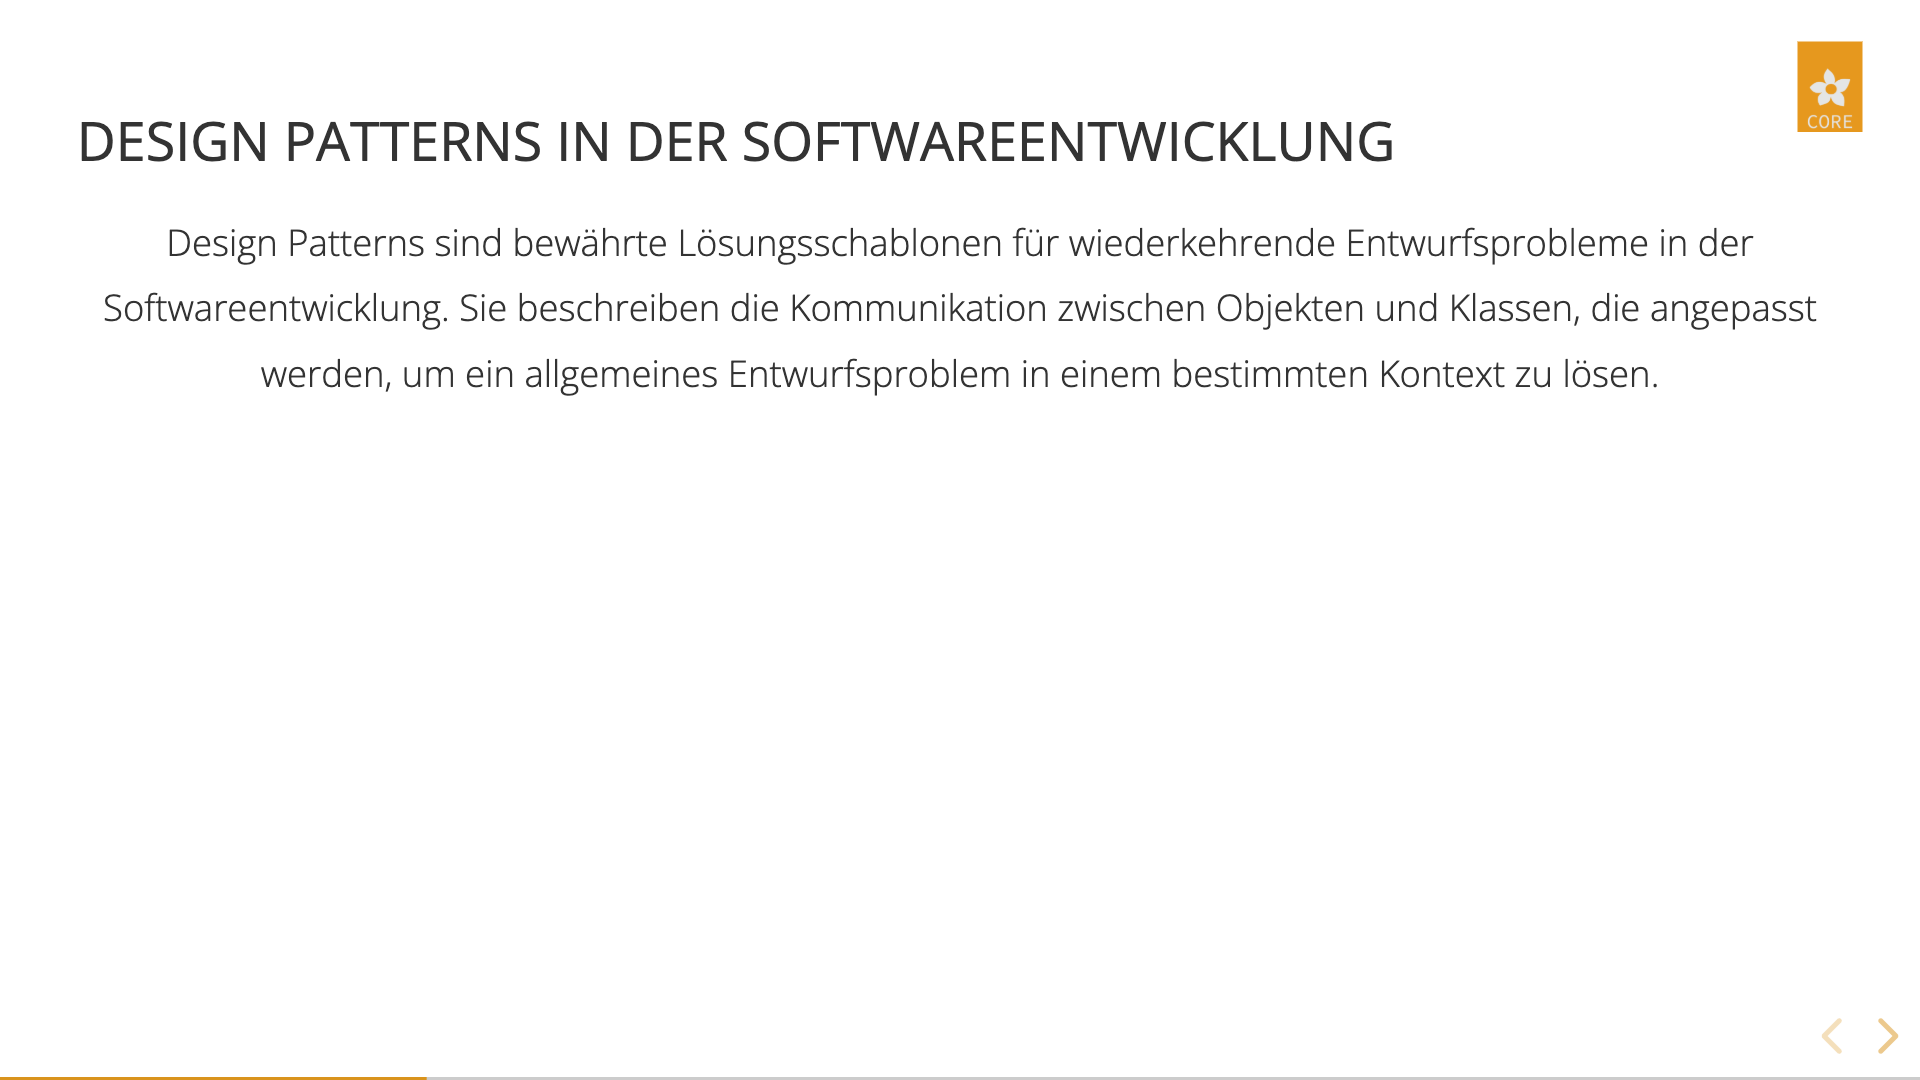 CORE
DESIGN PATTERNS IN DER SOFTWAREENTWICKLUNG
Design Patterns sind bewährte Lösungsschablonen für wiederkehrende Entwurfsprobleme in der
Softwareentwicklung. Sie beschreiben die Kommunikation zwischen Objekten und Klassen, die angepasst
werden, um ein allgemeines Entwurfsproblem in einem bestimmten Kontext zu lösen.